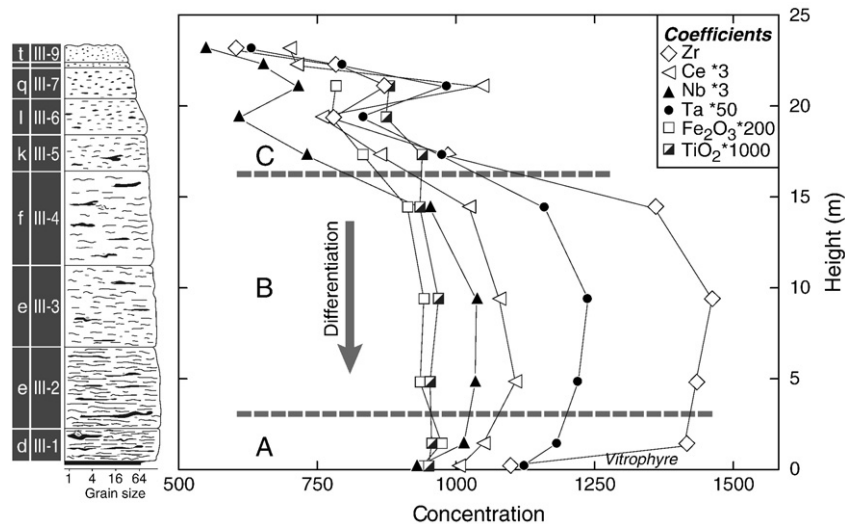 t III-9
q III-7
l III-6
k III-5
f III-4
e III-3
e III-2
d III-1
1 4 16 64
Grain size
Coefficients
Zr
Ce *3
Nb *3
Ta *50
Fe₂O₃*200
TiO₂*1000
C
B
A
Differentiation
Vitrophyre
25
20
15
10
5
0
Height (m)
500 750 1000 1250 1500
Concentration